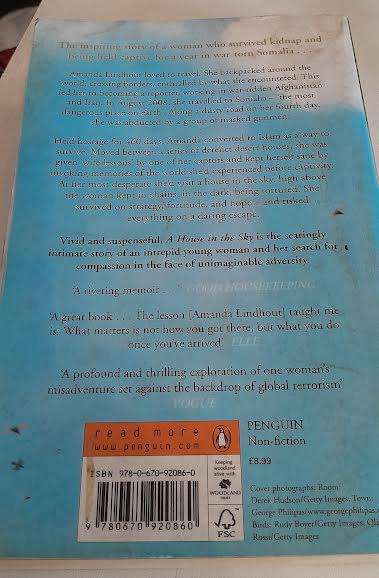 The inspiring story of a woman who survived kidnap and
being held captive for a year in war-torn Somalia . . .
Amanda Lindhout loved to travel. She backpacked around the
world, crossing borders, enthralled by what she encountered. This
led her to becoming a reporter, working in war-ridden Afghanistan
and Iraq. In August 2008, she travelled to Somalia – 'the most
dangerous place on earth'. Along a dusty road on her fourth day,
she was abducted by a group of masked gunmen.
Held hostage for 460 days, Amanda converted to Islam as a way to
survive. Moved between a series of derelict desert houses, she was
given 'wife lessons' by one of her captors and kept herself sane by
invoking memories of the world she'd experienced before captivity.
At her most desperate she'd visit a house in the sky, high above
the woman kept in chains, in the dark, being tortured. She
survived on strategy, fortitude, and hope – and risked
everything on a daring escape.
Vivid and suspenseful, A House in the Sky is the searingly
intimate story of an intrepid young woman and her search for
compassion in the face of unimaginable adversity.
'A riveting memoir . . .' GOOD HOUSEKEEPING
'A great book . . . The lesson [Amanda Lindhout] taught me
is: What matters is not how you got there, but what you do
once you've arrived' ELLE
'A profound and thrilling exploration of one woman's
misadventure set against the backdrop of global terrorism'
VOGUE
read more
www.penguin.com
ISBN 978-0-670-92086-0
9 780670 920860
Keeping
woodland
alive with
WOODLAND
TRUST
FSC
PENGUIN
Non-fiction
£8.99
Cover photographs: Room:
Derek Hudson/Getty Images; Town:
George Philipas/www.georgephilipas.
Birds: Rudy Boyer/Getty Images;
Rossi/Getty Images